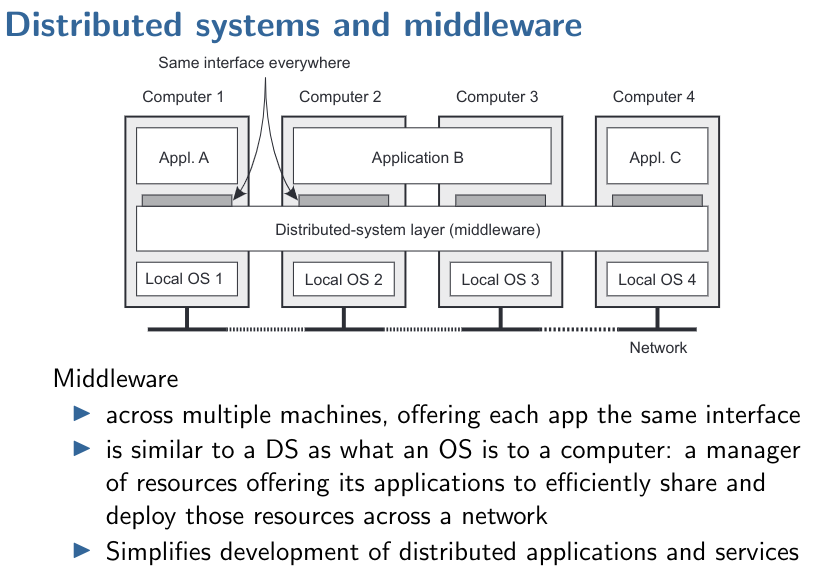 Distributed systems and middleware
Same interface everywhere
Computer 1
Computer 2
Computer 3
Computer 4
Appl. A
Application B
Appl. C
Distributed-system layer (middleware)
Local OS 1
Local OS 2
Local OS 3
Local OS 4
Network
Middleware
across multiple machines, offering each app the same interface
is similar to a DS as what an OS is to a computer: a manager
of resources offering its applications to efficiently share and
deploy those resources across a network
Simplifies development of distributed applications and services